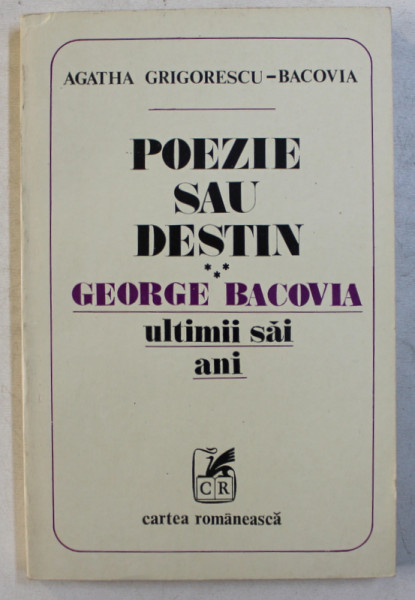 AGATHA GRIGORESCU-BACOVIA
POEZIE
SAU
DESTIN
***
GEORGE BACOVIA
ultimii săi
ani
CR
cartea românească